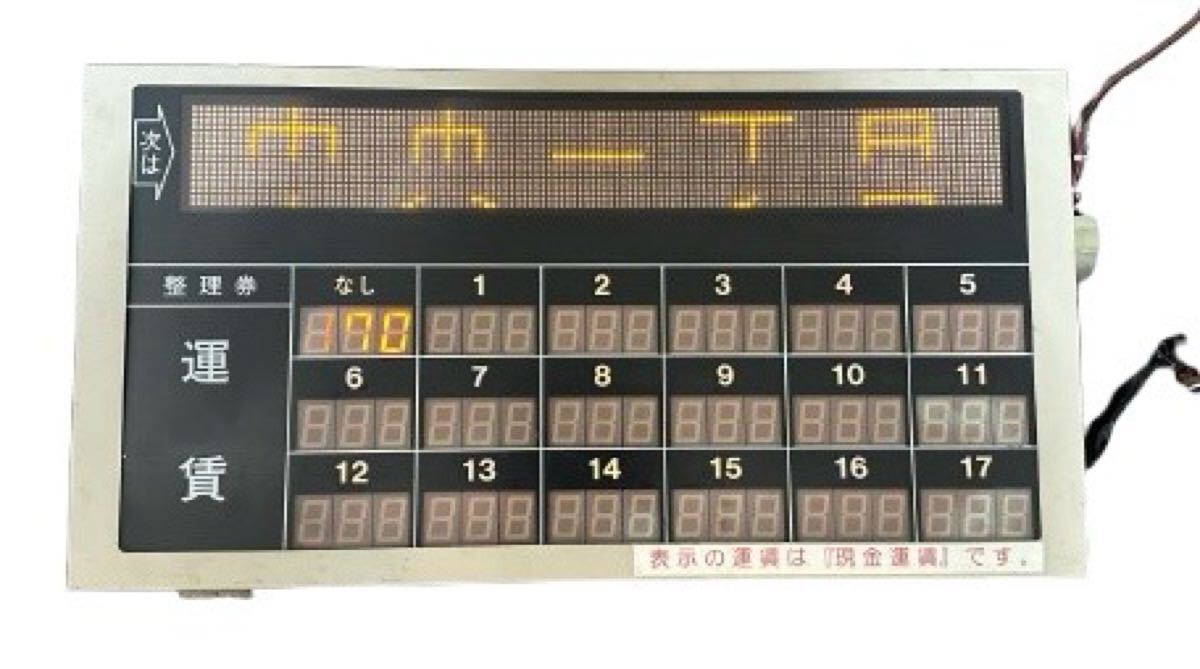 次は
整理券 なし 1 2 3 4 5
運賃
170
6 7 8 9 10 11
12 13 14 15 16 17
表示の運賃は『現金運賃』です。